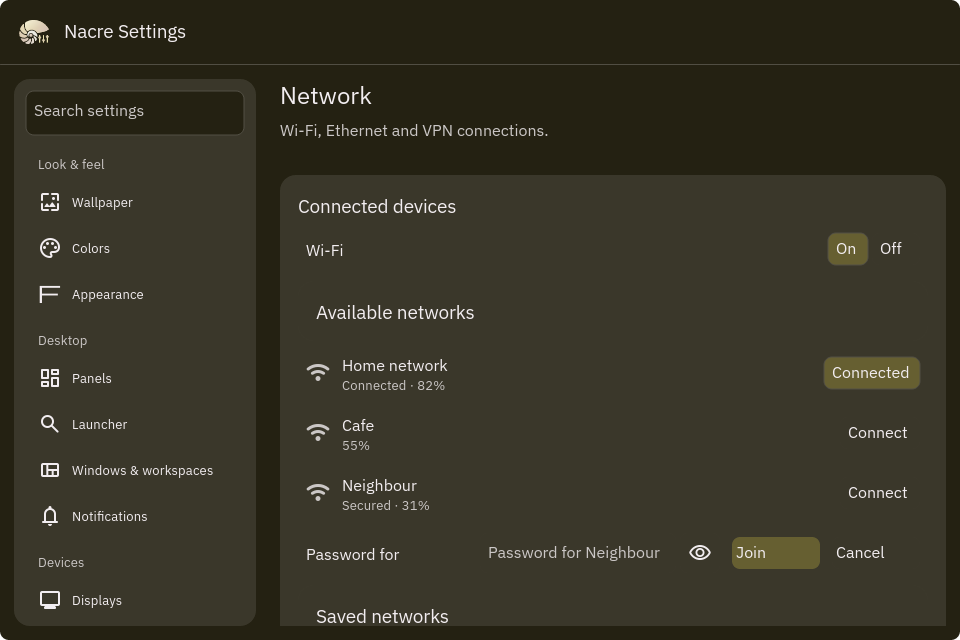 Nacre Settings
Search settings
Look & feel
Wallpaper
Colors
Appearance
Desktop
Panels
Launcher
Windows & workspaces
Notifications
Devices
Displays
Network
Wi-Fi, Ethernet and VPN connections.
Connected devices
Wi-Fi On Off
Available networks
Home network
Connected · 82%
Connected
Cafe
55%
Connect
Neighbour
Secured · 31%
Connect
Password for Password for Neighbour Join Cancel
Saved networks